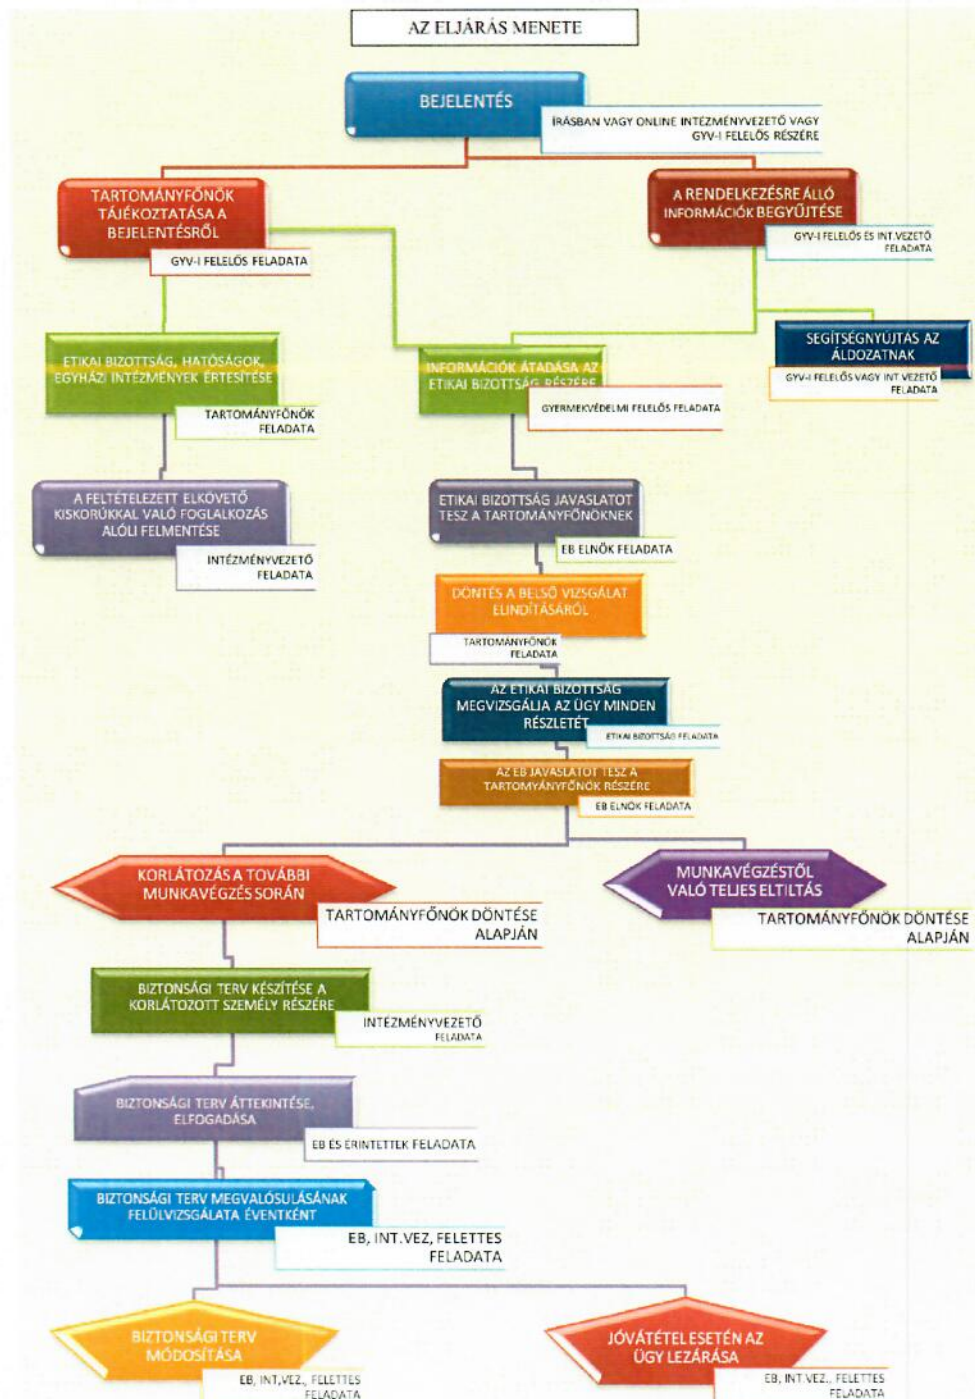 AZ ELJÁRÁS MENETE
BEJELENTÉS
ÍRÁSBAN VAGY ONLINE INTÉZMÉNYVEZETŐ VAGY
GYV-I FELELŐS RÉSZÉRE
TARTOMÁNYFŐNÖK
TÁJÉKOZTATÁSA A
BEJELENTÉSRŐL
GYV-I FELELŐS FELADATA
A RENDELKEZÉSRE ÁLLÓ
INFORMÁCIÓK BEGYŰJTÉSE
GYV-I FELELŐS ÉS INT.VEZETŐ
FELADATA
ETIKAI BIZOTTSÁG, HATÓSÁGOK,
EGYHÁZI INTÉZMÉNYEK ÉRTESÍTÉSE
TARTOMÁNYFŐNÖK
FELADATA
INFORMÁCIÓK ÁTADÁSA AZ
ETIKAI BIZOTTSÁG RÉSZÉRE
GYERMEKVÉDELMI FELELŐS FELADATA
SEGÍTSÉGNYÚJTÁS AZ
ÁLDOZATNAK
GYV-I FELELŐS VAGY INT.VEZETŐ
FELADATA
A FELTÉTELEZETT ELKÖVETŐ
KISKORÚKKAL VALÓ FOGLALKOZÁS
ALÓLI FELMENTÉSE
INTÉZMÉNYVEZETŐ
FELADATA
ETIKAI BIZOTTSÁG JAVASLATOT
TESZ A TARTOMÁNYFŐNÖKNEK
EB ELNÖK FELADATA
DÖNTÉS A BELSŐ VIZSGÁLAT
ELINDÍTÁSÁRÓL
TARTOMÁNYFŐNÖK
FELADATA
AZ ETIKAI BIZOTTSÁG
MEGVIZSGÁLJA AZ ÜGY MINDEN
RÉSZLETÉT
ETIKAI BIZOTTSÁG FELADATA
AZ EB JAVASLATOT TESZ A
TARTOMYÁNYFŐNÖK RÉSZÉRE
EB ELNÖK FELADATA
KORLÁTOZÁS A TOVÁBBI
MUNKAVÉGZÉS SORÁN
TARTOMÁNYFŐNÖK DÖNTÉSE
ALAPJÁN
MUNKAVÉGZÉSTŐL
VALÓ TELJES ELTILTÁS
TARTOMÁNYFŐNÖK DÖNTÉSE
ALAPJÁN
BIZTONSÁGI TERV KÉSZÍTÉSE A
KORLÁTOZOTT SZEMÉLY RÉSZÉRE
INTÉZMÉNYVEZETŐ
FELADATA
BIZTONSÁGI TERV ÁTTEKINTÉSE,
ELFOGADÁSA
EB ÉS ÉRINTETTEK FELADATA
BIZTONSÁGI TERV MEGVALÓSULÁSÁNAK
FELÜLVIZSGÁLATA ÉVENTKÉNT
EB, INT.VEZ, FELETTES
FELADATA
BIZTONSÁGI TERV
MÓDOSÍTÁSA
EB, INT,VEZ., FELETTES
FELADATA
JÓVÁTÉTEL ESETÉN AZ
ÜGY LEZÁRÁSA
EB, INT.VEZ., FELETTES
FELADATA